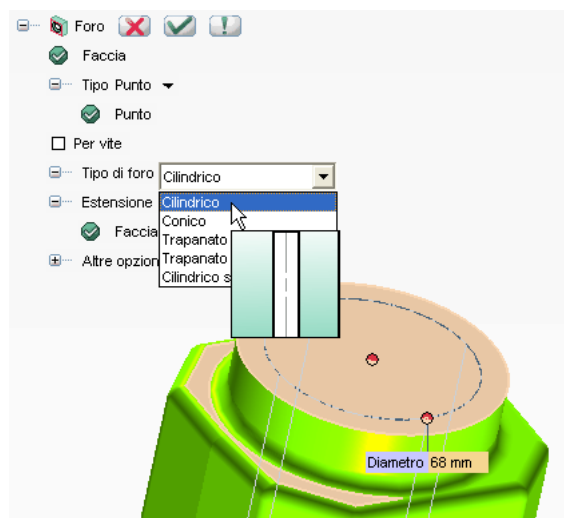 Foro
Faccia
Tipo Punto
Punto
Per vite
Tipo di foro Cilindrico
Estensione Cilindrico
Conico
Faccia Trapanato
Trapanato
Altre opzion Cilindrico s
Diametro 68 mm